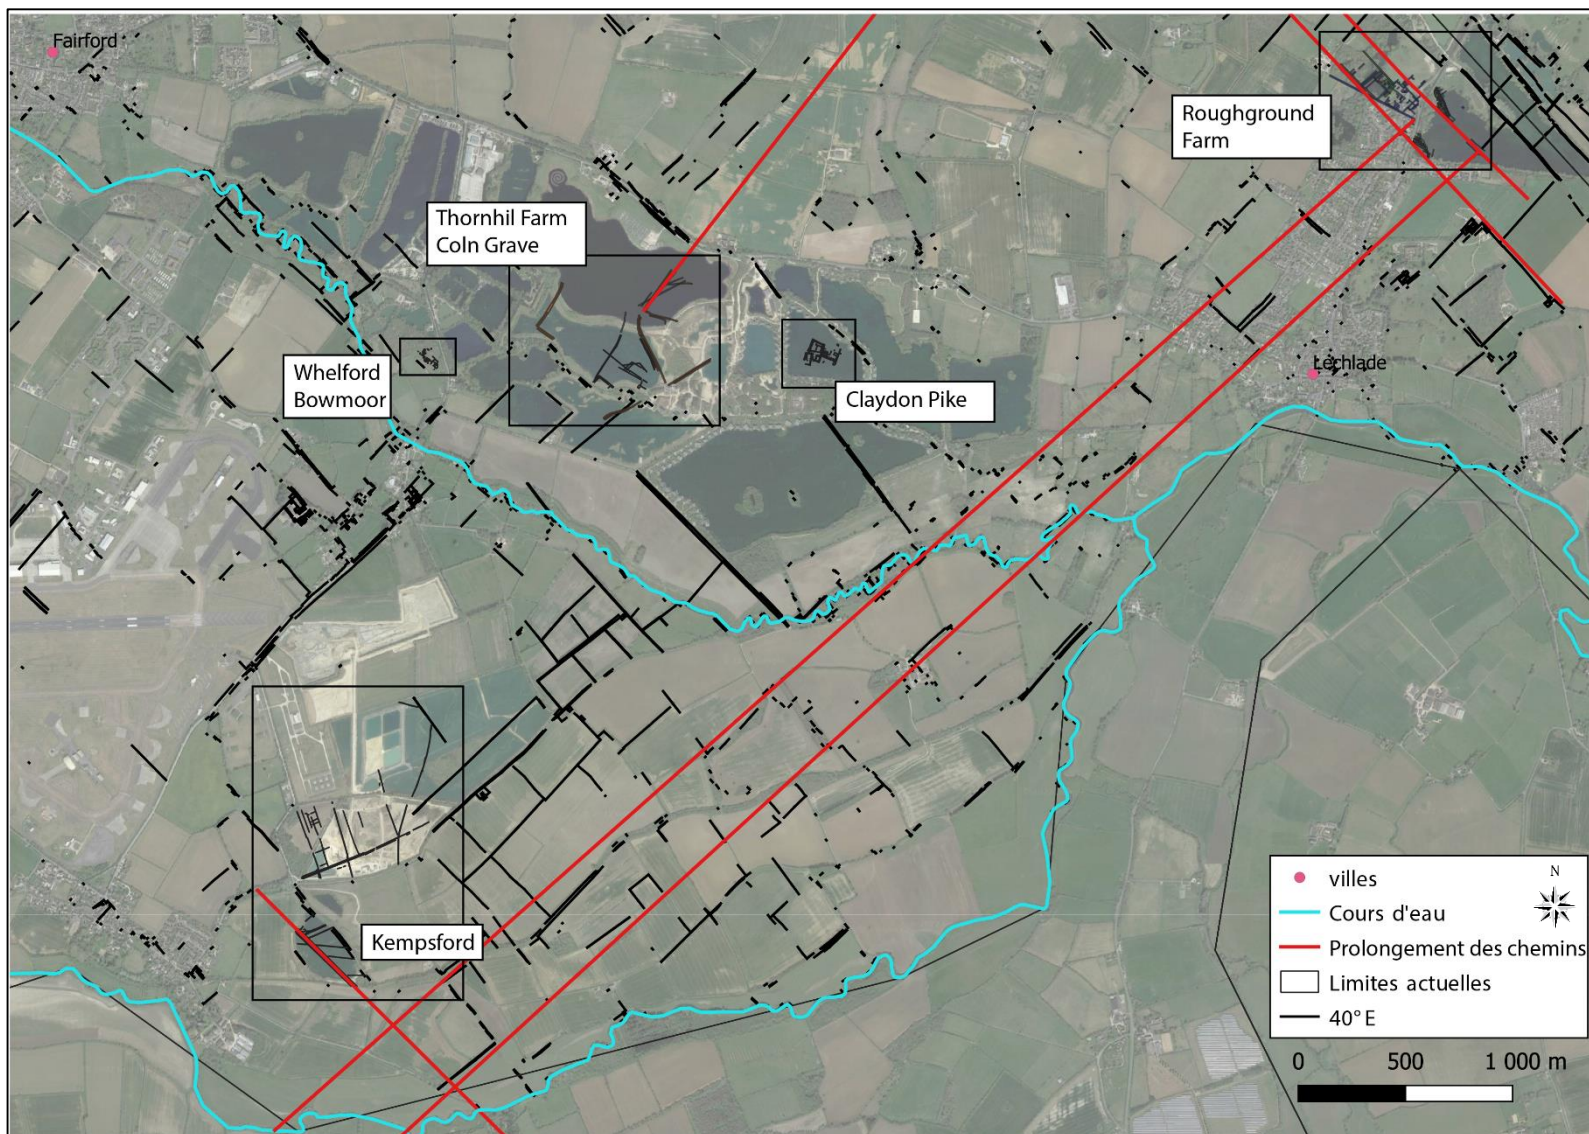 Fairford
Roughground
Farm
Thornhil Farm
Coln Grave
Whelford
Bowmoor
Claydon Pike
Lechlade
Kempsford
N
villes
Cours d'eau
Prolongement des chemins
Limites actuelles
40° E
0 500 1 000 m